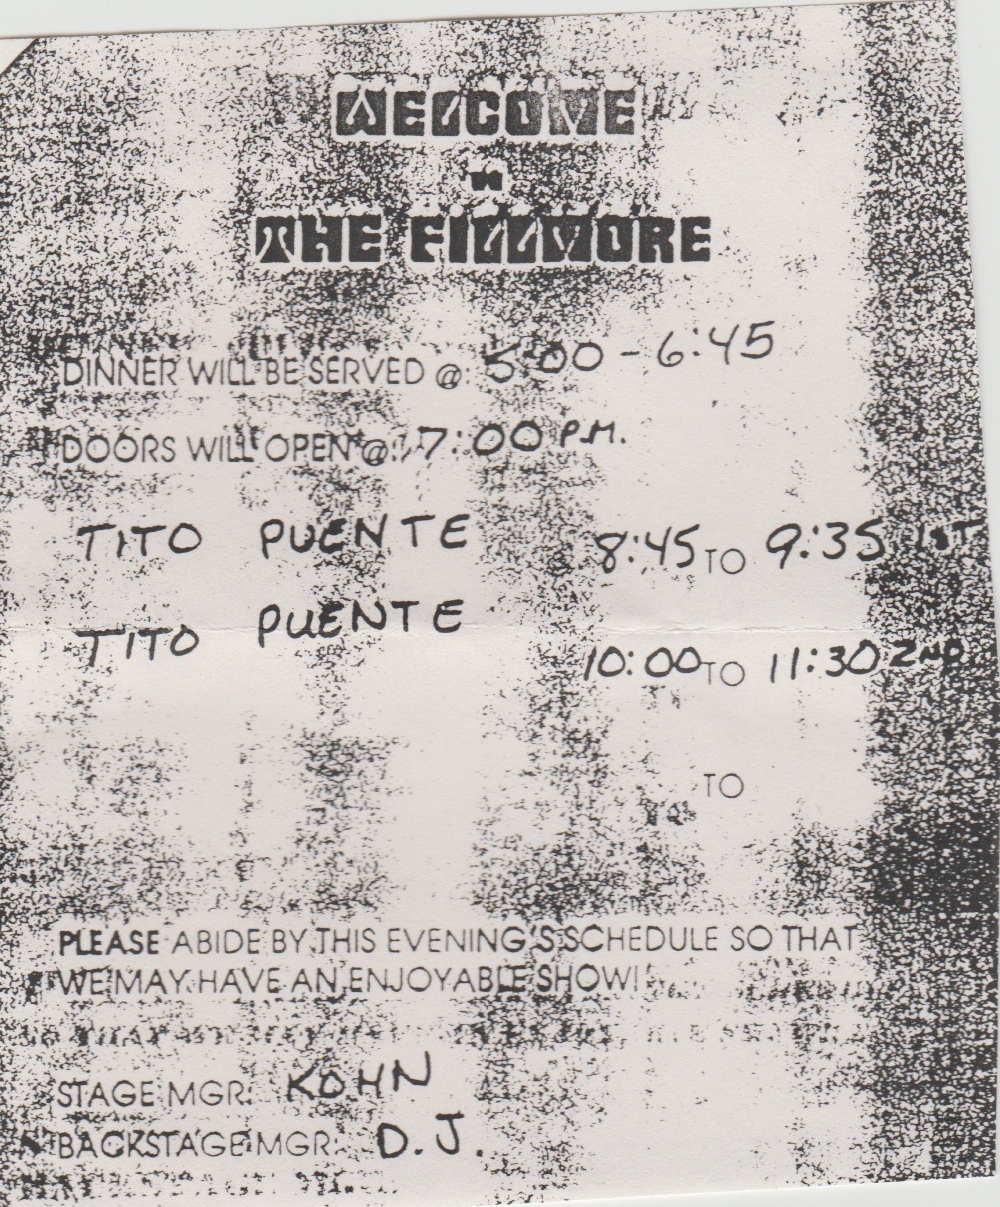 WELCOME
TO
THE FILLMORE
DINNER WILL BE SERVED @: 5:00 - 6:45
DOORS WILL OPEN @: 7:00 P.M.
TITO PUENTE 8:45 TO 9:35 1ST
TITO PUENTE 10:00 TO 11:30 2ND
TO
PLEASE ABIDE BY THIS EVENING'S SCHEDULE SO THAT
WE MAY HAVE AN ENJOYABLE SHOW!
STAGE MGR: KOHN
BACKSTAGE MGR: D.J.